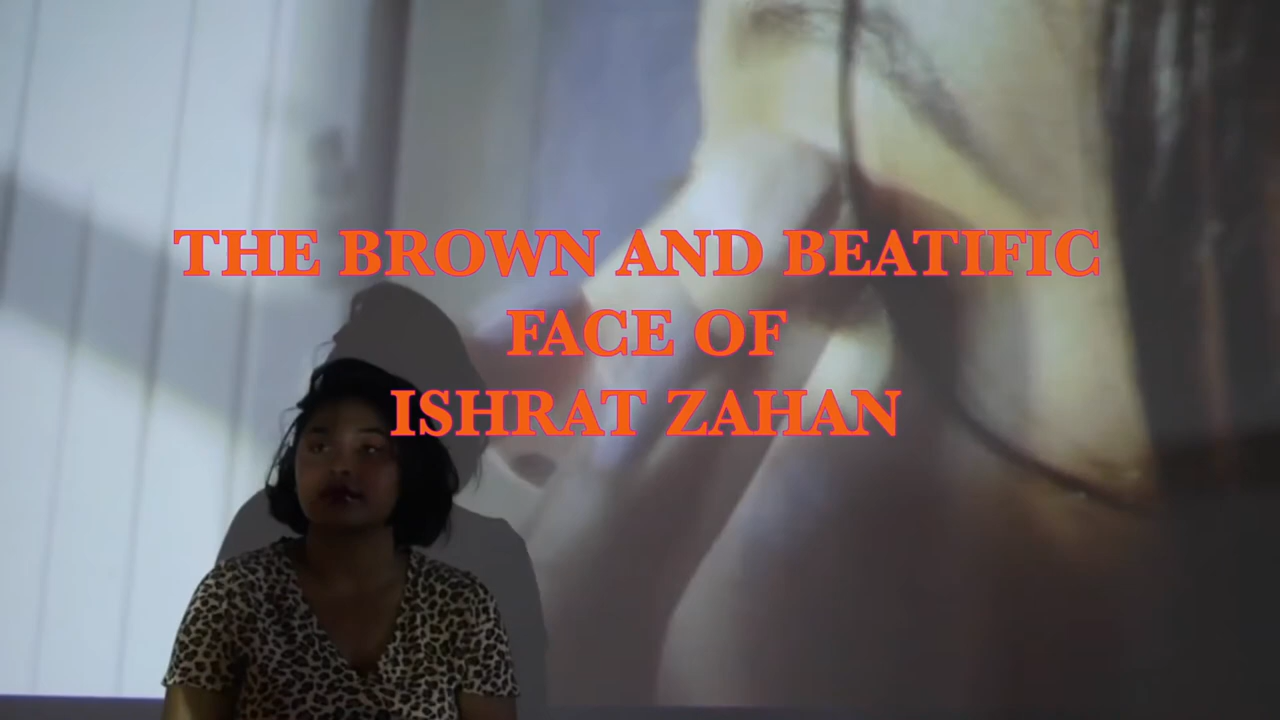 THE BROWN AND BEATIFIC
FACE OF
ISHRAT ZAHAN